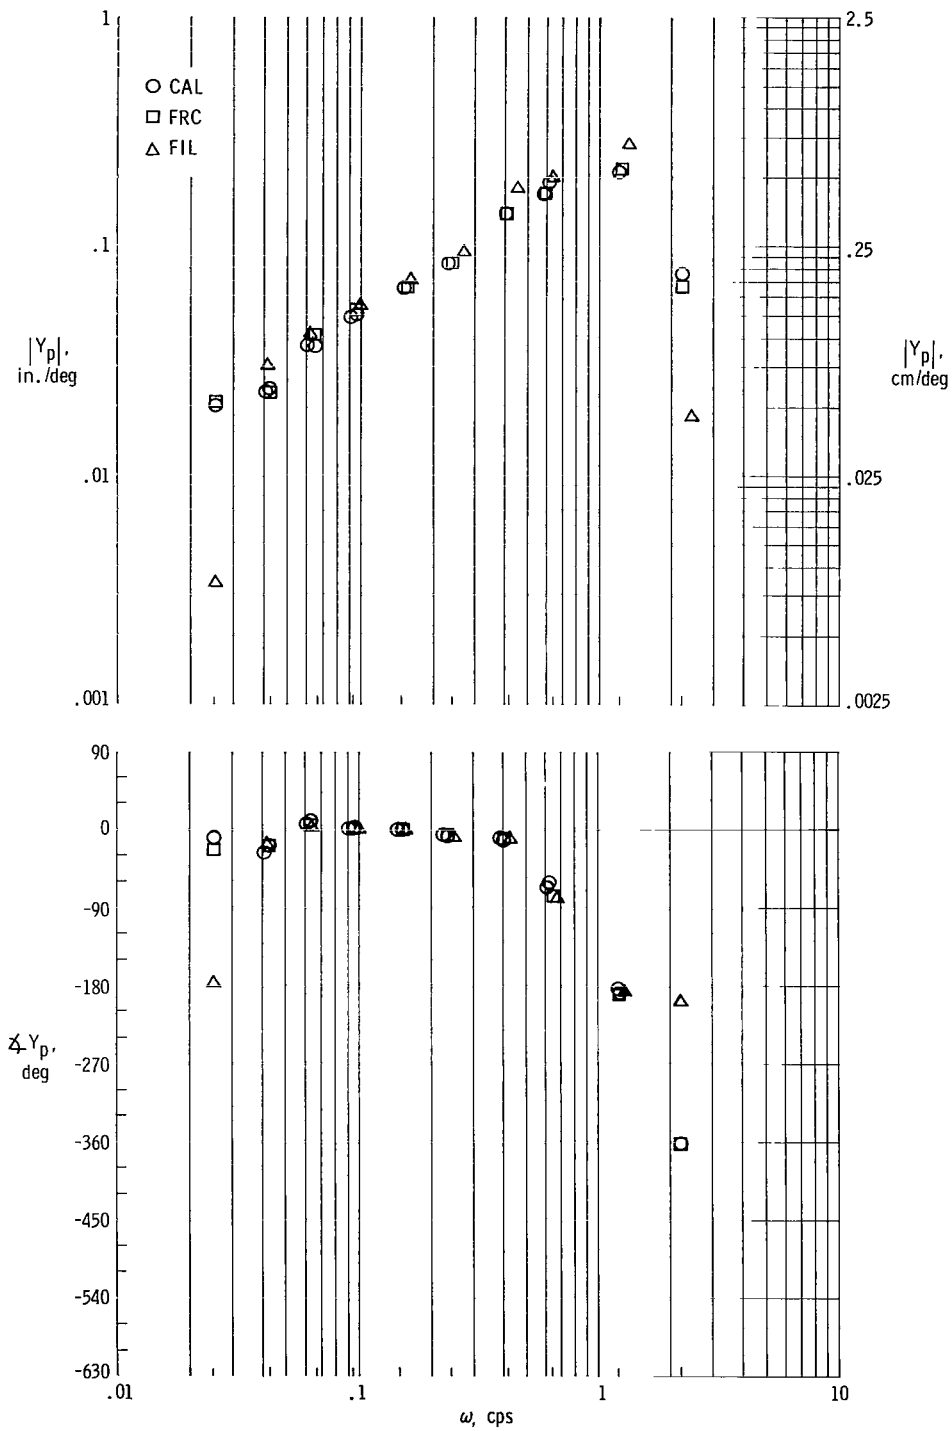 1
2.5
○ CAL
□ FRC
△ FIL
.1
.25
|Yp|,
in./deg
|Yp|,
cm/deg
.01
.025
.001
.0025
90
0
-90
-180
∡Yp,
deg
-270
-360
-450
-540
-630
.01
.1
1
10
ω, cps